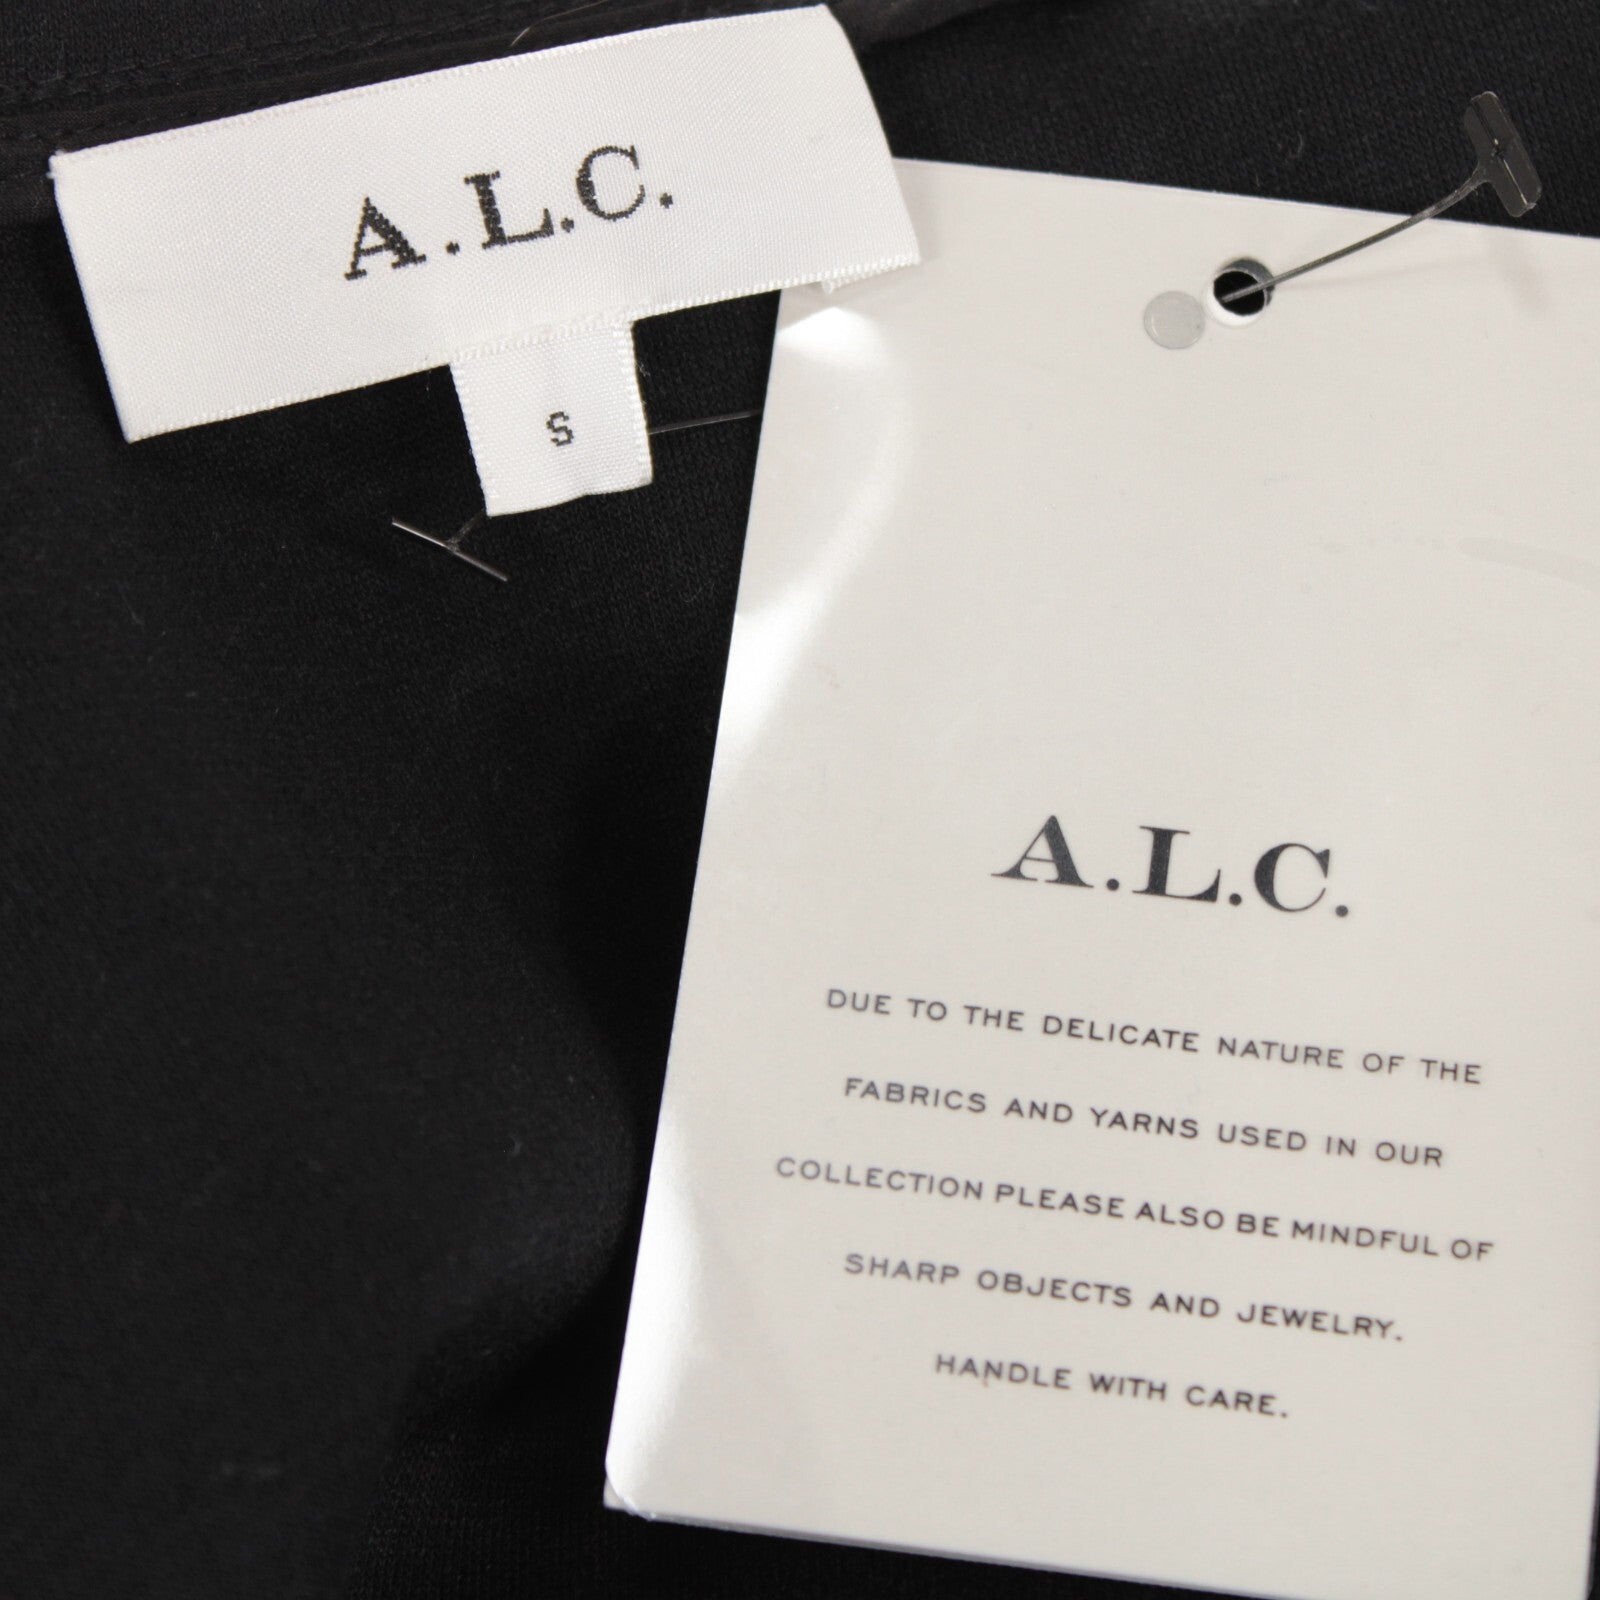 A.L.C.
S
A.L.C.
DUE TO THE DELICATE NATURE OF THE
FABRICS AND YARNS USED IN OUR
COLLECTION PLEASE ALSO BE MINDFUL OF
SHARP OBJECTS AND JEWELRY.
HANDLE WITH CARE.